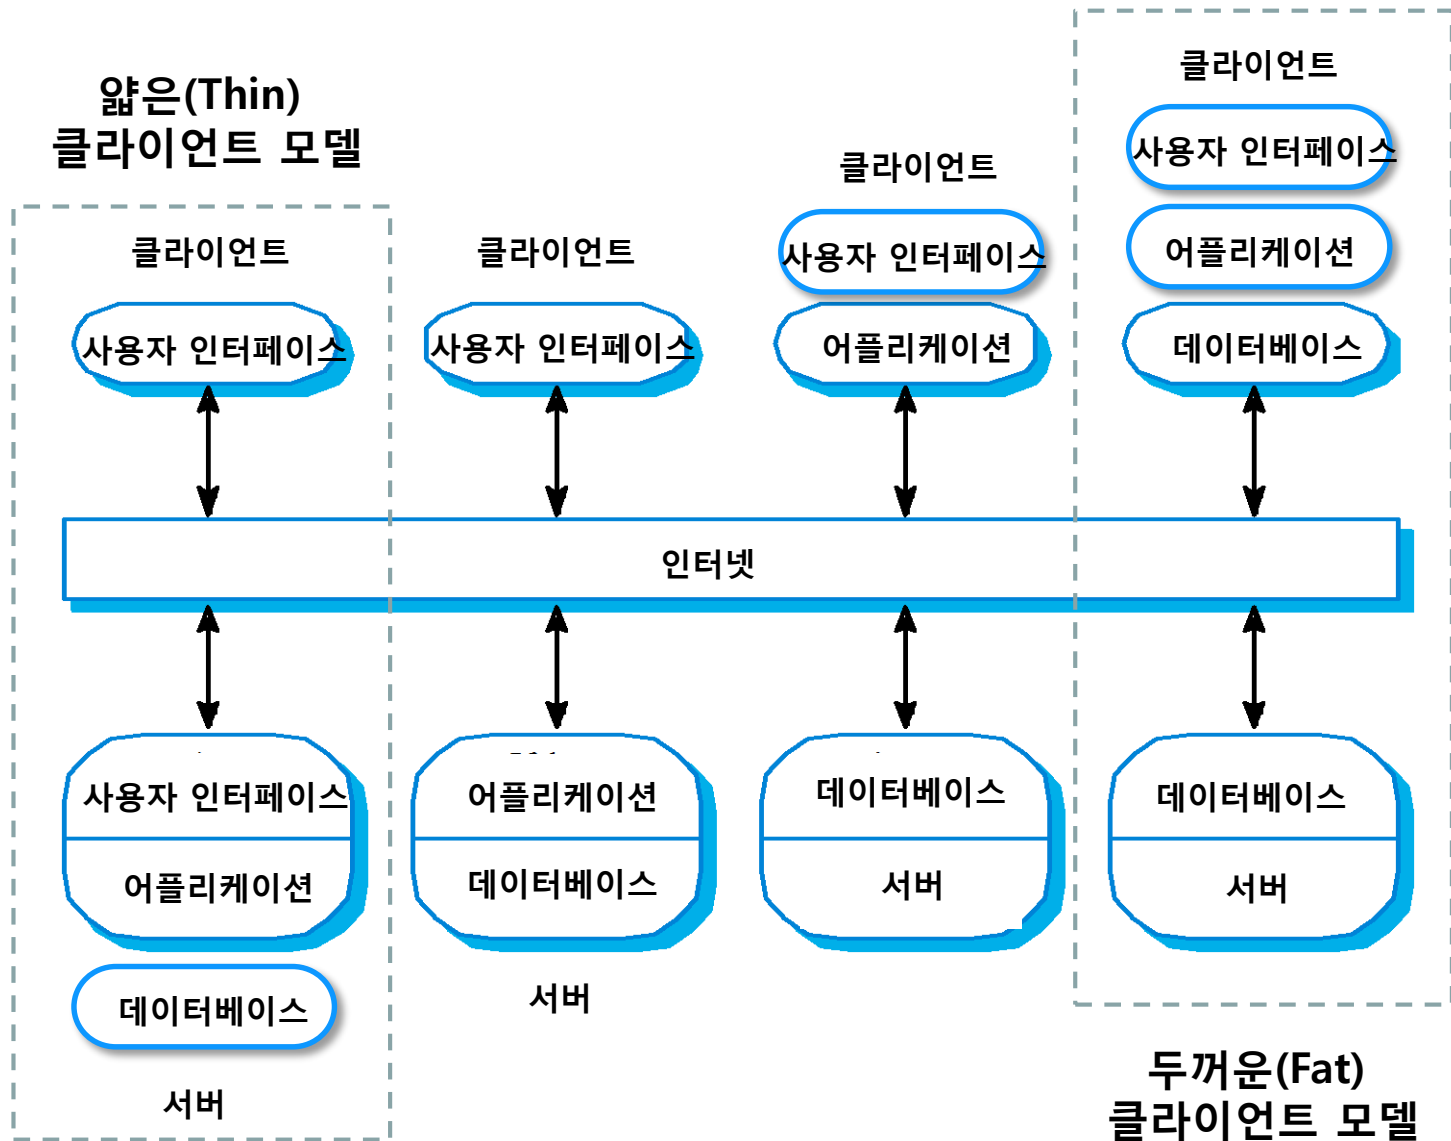 얇은(Thin)
클라이언트 모델
클라이언트
사용자 인터페이스
클라이언트
사용자 인터페이스
클라이언트
사용자 인터페이스
어플리케이션
클라이언트
사용자 인터페이스
어플리케이션
데이터베이스
인터넷
사용자 인터페이스
어플리케이션
데이터베이스
서버
어플리케이션
데이터베이스
서버
데이터베이스
서버
데이터베이스
서버
두꺼운(Fat)
클라이언트 모델